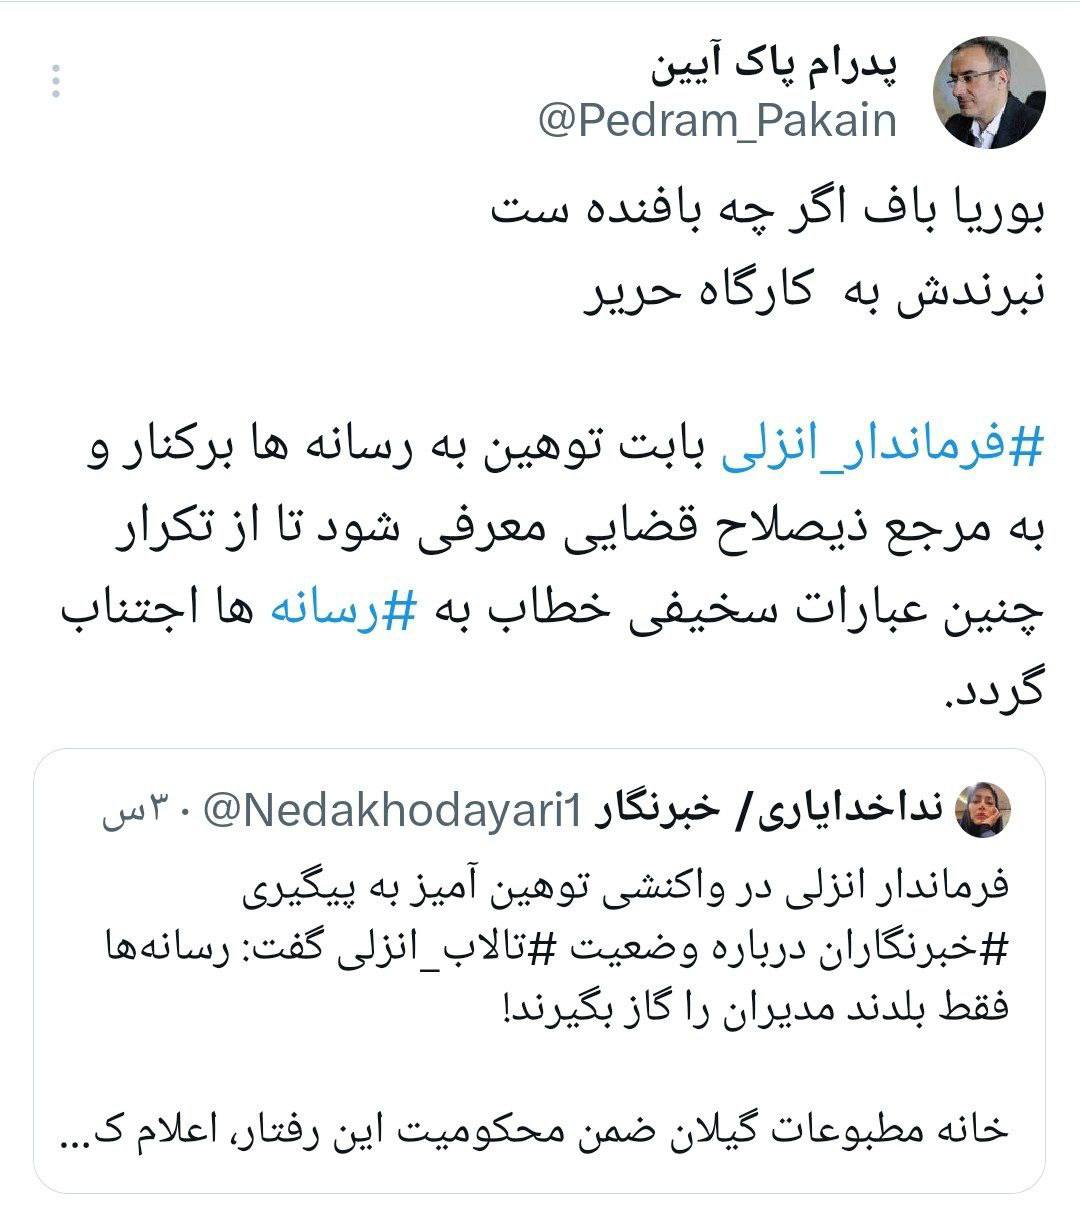 پدرام پاک آیین
@Pedram_Pakain
بوریا باف اگر چه بافنده ست
نبرندش به کارگاه حریر
#فرماندار_انزلی بابت توهین به رسانه ها برکنار و
به مرجع ذیصلاح قضایی معرفی شود تا از تکرار
چنین عبارات سخیفی خطاب به #رسانه ها اجتناب
گردد.
نداخدایاری/ خبرنگار @Nedakhodayari1 · ۳س
فرماندار انزلی در واکنشی توهین آمیز به پیگیری
#خبرنگاران درباره وضعیت #تالاب_انزلی گفت: رسانه‌ها
فقط بلدند مدیران را گاز بگیرند!
خانه مطبوعات گیلان ضمن محکومیت این رفتار، اعلام ک...